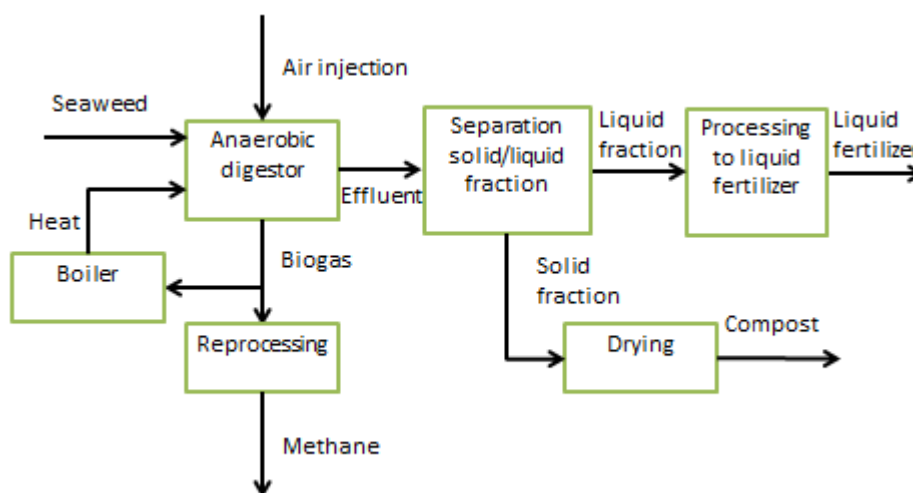 Air injection
Seaweed
Anaerobic
digestor
Separation
solid/liquid
fraction
Liquid
fraction
Processing
to liquid
fertilizer
Liquid
fertilizer
Effluent
Heat
Boiler
Biogas
Solid
fraction
Reprocessing
Drying
Compost
Methane